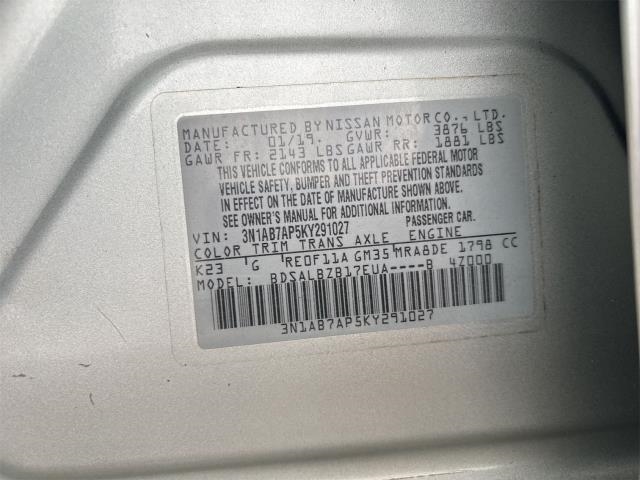 MANUFACTURED BY NISSAN MOTOR CO., LTD.
DATE: 01/19. GVWR: 3876 LBS
GAWR FR: 2143 LBS GAWR RR: 1881 LBS
THIS VEHICLE CONFORMS TO ALL APPLICABLE FEDERAL MOTOR
VEHICLE SAFETY, BUMPER AND THEFT PREVENTION STANDARDS
IN EFFECT ON THE DATE OF MANUFACTURE SHOWN ABOVE.
SEE OWNER'S MANUAL FOR ADDITIONAL INFORMATION.
VIN: 3N1AB7AP5KY291027 PASSENGER CAR.
COLOR TRIM TRANS AXLE ENGINE
K23 G RE0F11A GM35 MRA8DE 1798 CC
BDSALBZB17EUA----B 4Z000
3N1AB7AP5KY291027